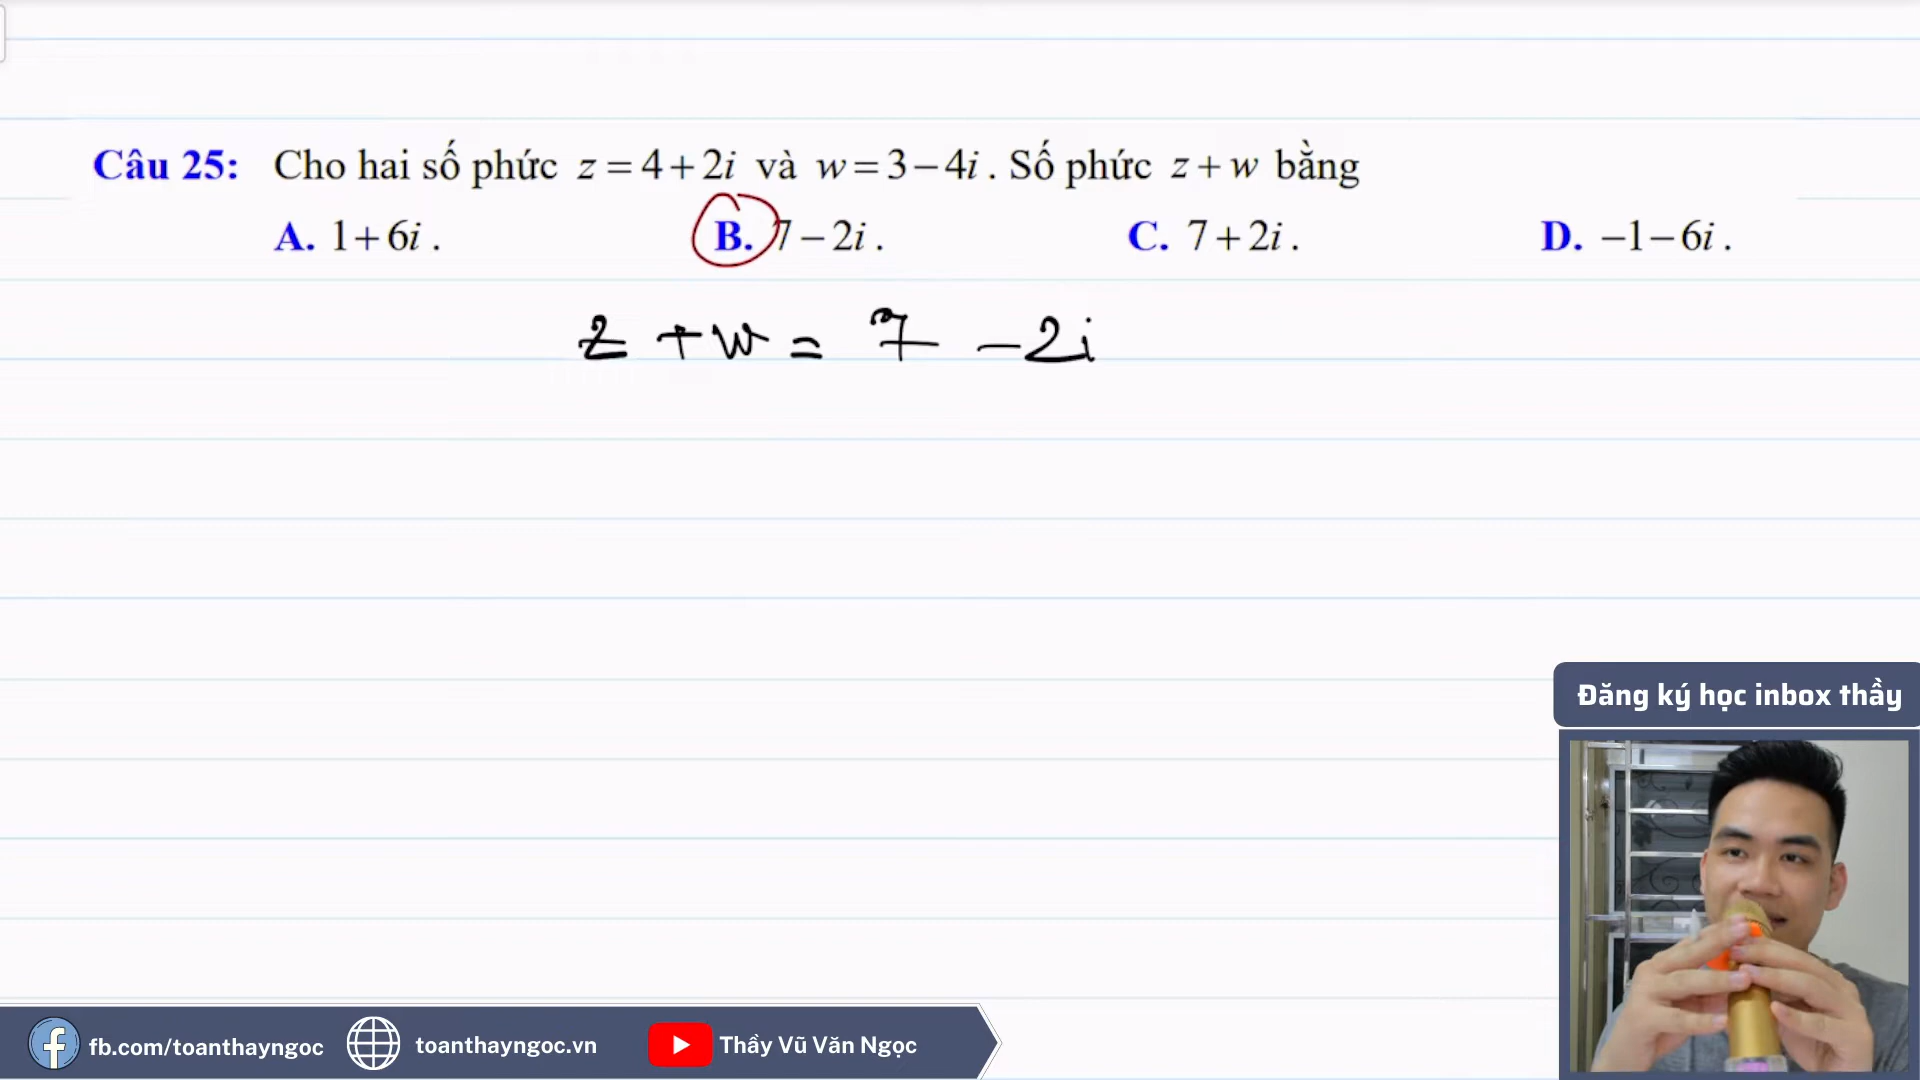 Câu 25: Cho hai số phức z = 4 + 2i và w = 3 − 4i . Số phức z + w bằng
A. 1 + 6i . B. 7 − 2i . C. 7 + 2i . D. −1 − 6i .
z + w = 7 − 2i
Đăng ký học inbox thầy
fb.com/toanthayngoc toanthayngoc.vn Thầy Vũ Văn Ngọc